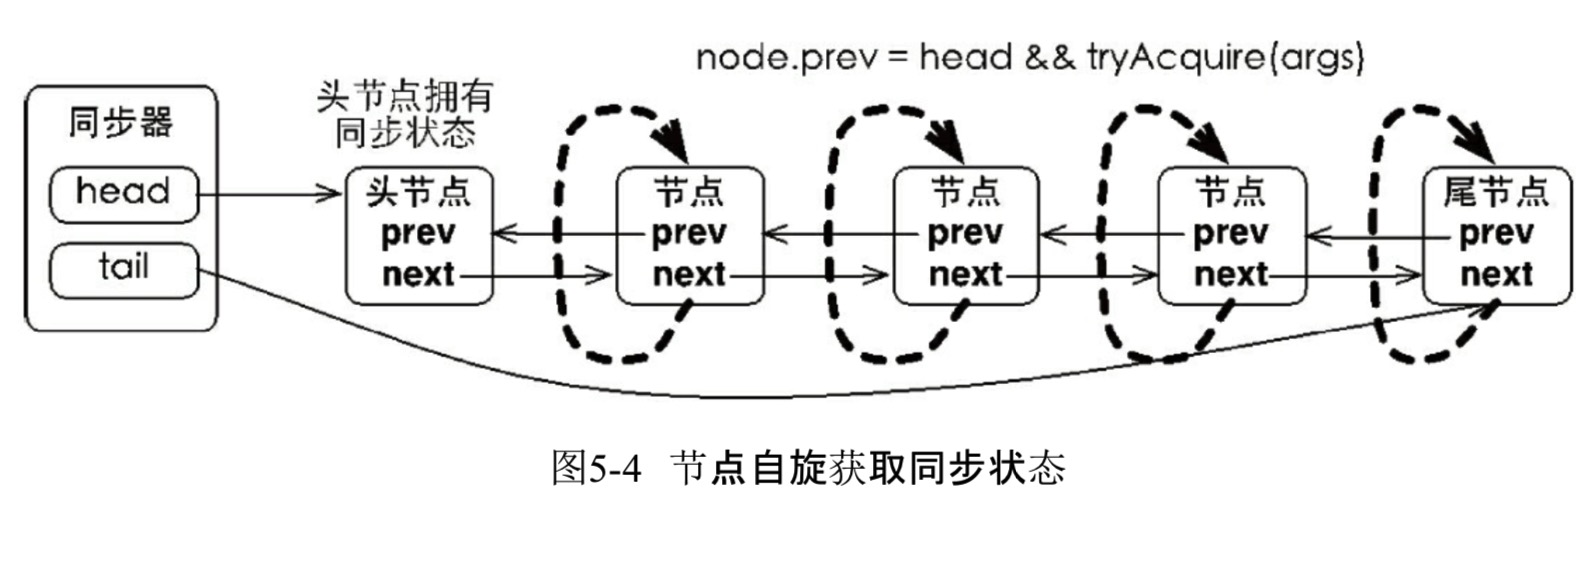 node.prev = head && tryAcquire(args)
同步器
head
tail
头节点拥有
同步状态
头节点
prev
next
节点
prev
next
节点
prev
next
节点
prev
next
尾节点
prev
next
图5-4 节点自旋获取同步状态